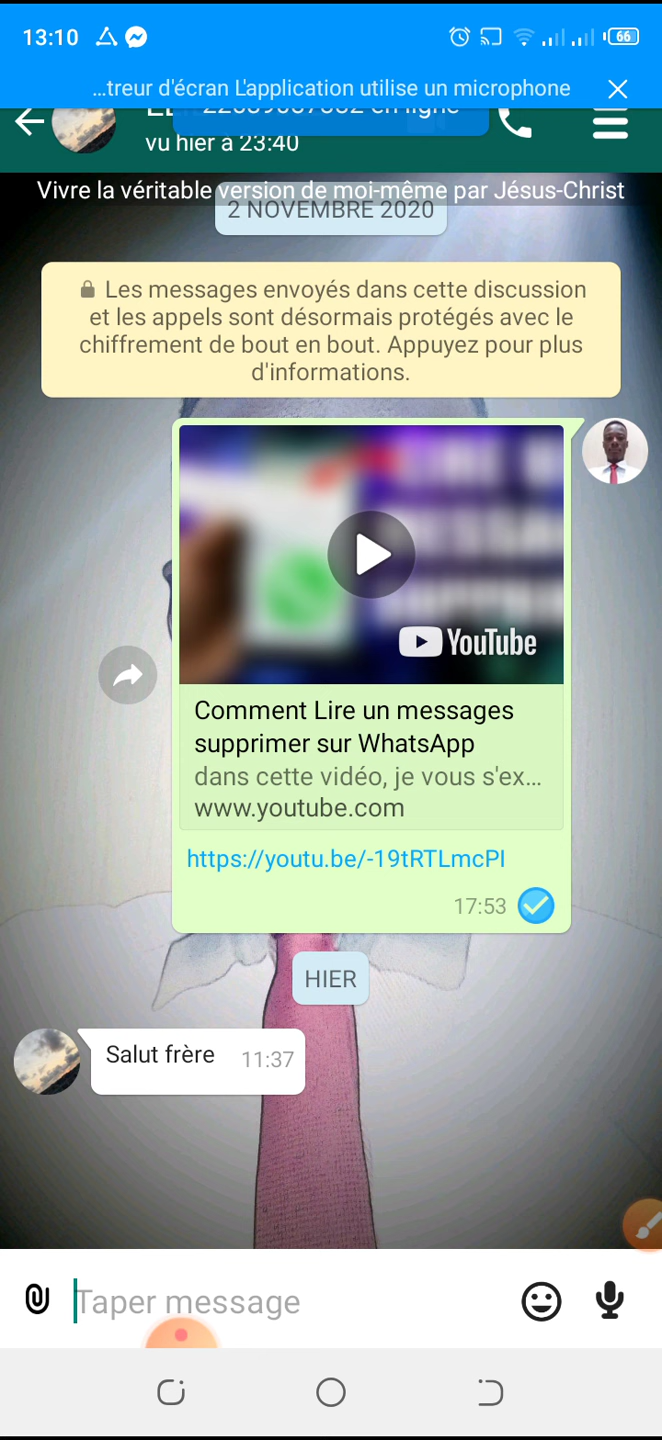 13:10
66
...treur d'écran L'application utilise un microphone
en ligne
vu hier à 23:40
Vivre la véritable version de moi-même par Jésus-Christ
2 NOVEMBRE 2020
Les messages envoyés dans cette discussion
et les appels sont désormais protégés avec le
chiffrement de bout en bout. Appuyez pour plus
d'informations.
YouTube
Comment Lire un messages
supprimer sur WhatsApp
dans cette vidéo, je vous s'ex...
www.youtube.com
https://youtu.be/-19tRTLmcPI
17:53
HIER
Salut frère 11:37
Taper message